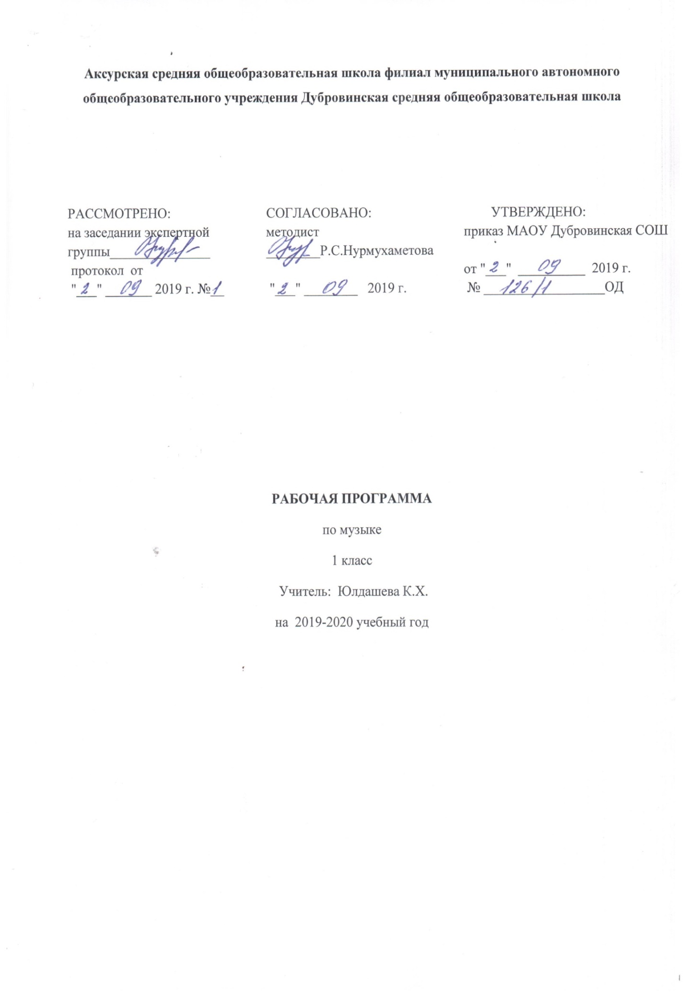 Аксурская средняя общеобразовательная школа филиал муниципального автономного
общеобразовательного учреждения Дубровинская средняя общеобразовательная школа
РАССМОТРЕНО:
на заседании экспертной
группы_______________
протокол от
"2" 09 2019 г. №1
СОГЛАСОВАНО:
методист
________Р.С.Нурмухаметова
"2" 09 2019 г.
УТВЕРЖДЕНО:
приказ МАОУ Дубровинская СОШ
от "2" 09 2019 г.
№ 126/1 ОД
РАБОЧАЯ ПРОГРАММА
по музыке
1 класс
Учитель: Юлдашева К.Х.
на 2019-2020 учебный год